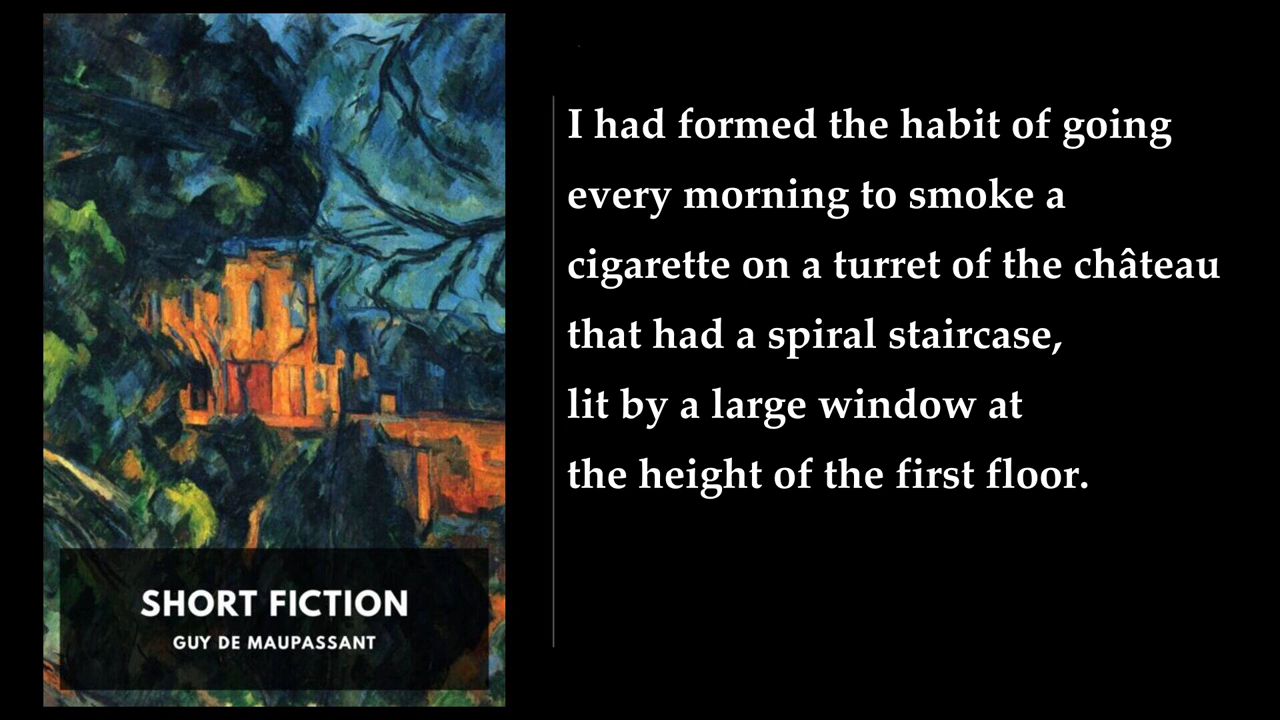 SHORT FICTION
GUY DE MAUPASSANT
I had formed the habit of going
every morning to smoke a
cigarette on a turret of the château
that had a spiral staircase,
lit by a large window at
the height of the first floor.